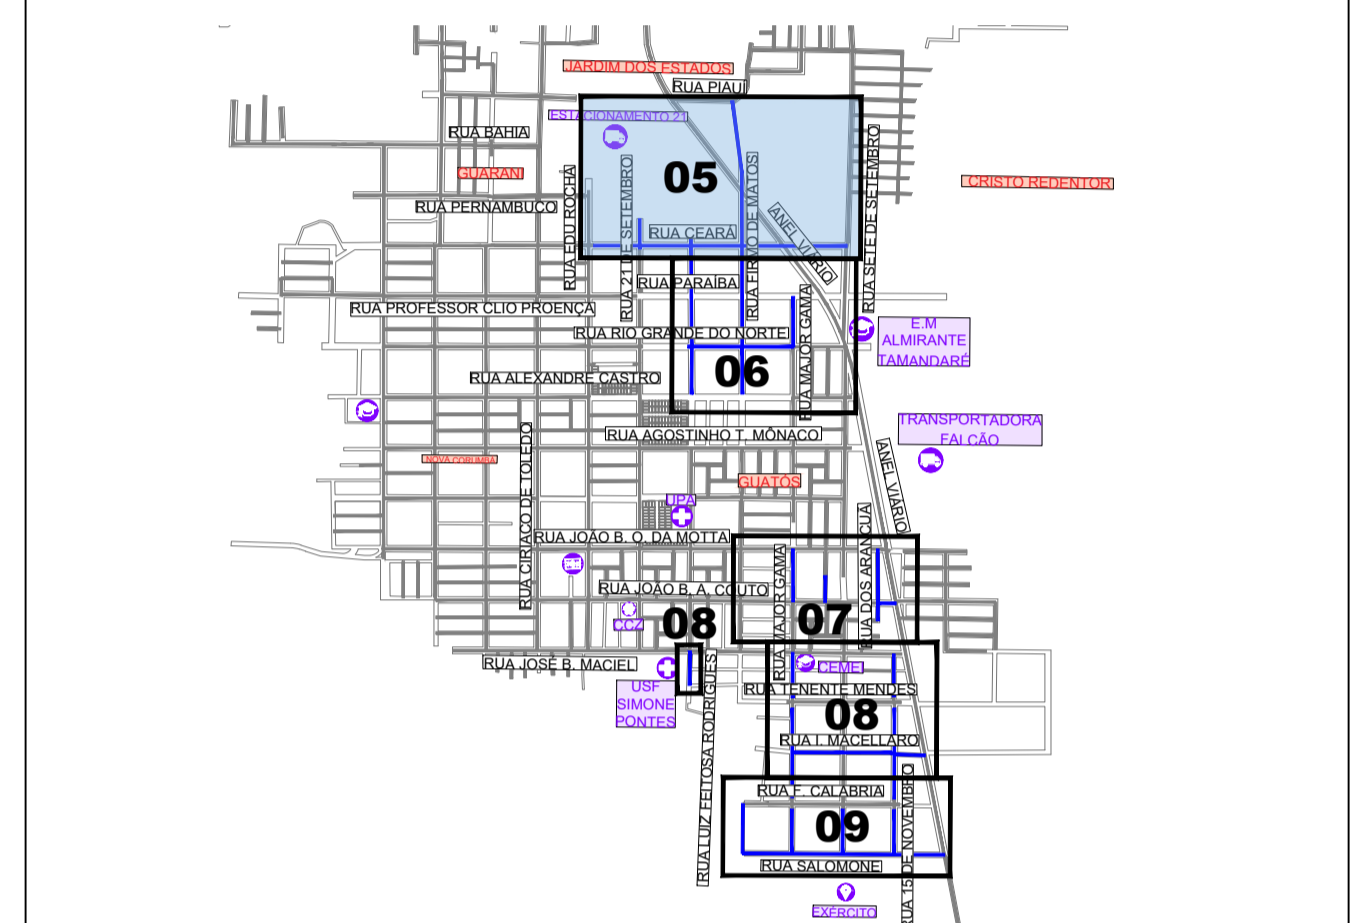 JARDIM DOS ESTADOS
RUA PIAUÍ
ESTACIONAMENTO 21
RUA BAHIA
GUARANI
05
CRISTO REDENTOR
RUA PERNAMBUCO
RUA EDU ROCHA
RUA 21 DE SETEMBRO
RUA CEARÁ
RUA FIRMO DE MATOS
ANEL VIÁRIO
RUA SETE DE SETEMBRO
RUA PARAÍBA
RUA PROFESSOR CLIO PROENÇA
RUA RIO GRANDE DO NORTE
RUA MAJOR GAMA
E.M
ALMIRANTE
TAMANDARÉ
06
RUA ALEXANDRE CASTRO
RUA AGOSTINHO T. MÔNACO
TRANSPORTADORA
FALCÃO
NOVA CORUMBÁ
RUA CIRIACO DE TOLEDO
GUATÓS
ANEL VIÁRIO
UPA
RUA JOÃO B. O. DA MOTTA
RUA DOS ARANCUÃ
RUA JOÃO B. A. COUTO
RUA MAJOR GAMA
07
CCZ
08
RUA JOSÉ B. MACIEL
CEMEI
USF
SIMONE
PONTES
RUA LUIZ FEITOSA RODRIGUES
RUA TENENTE MENDES
08
RUA I. MACELLARO
RUA F. CALÁBRIA
RUA 15 DE NOVEMBRO
09
RUA SALOMONE
EXÉRCITO